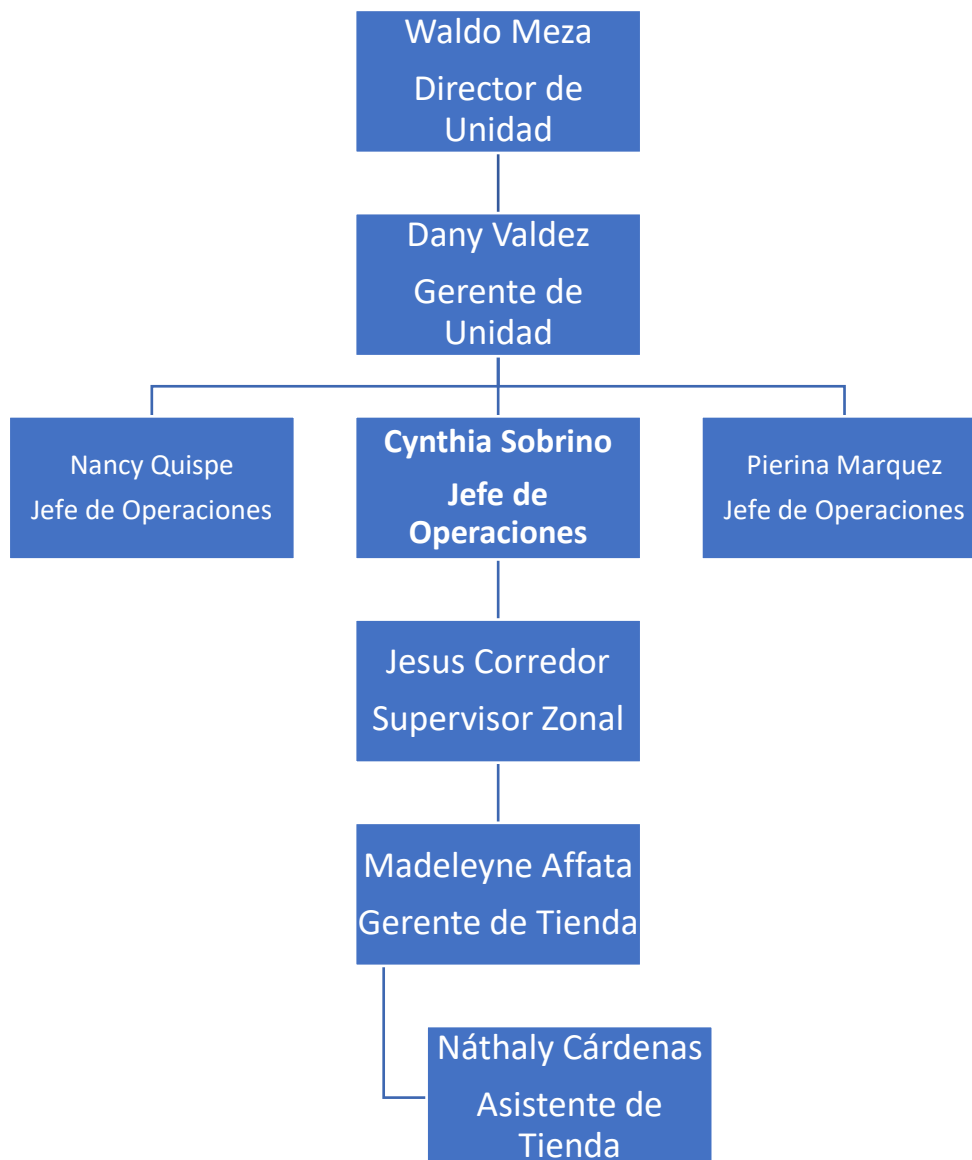 Waldo Meza
Director de
Unidad
Dany Valdez
Gerente de
Unidad
Nancy Quispe
Jefe de Operaciones
Cynthia Sobrino
Jefe de
Operaciones
Pierina Marquez
Jefe de Operaciones
Jesus Corredor
Supervisor Zonal
Madeleyne Affata
Gerente de Tienda
Náthaly Cárdenas
Asistente de
Tienda